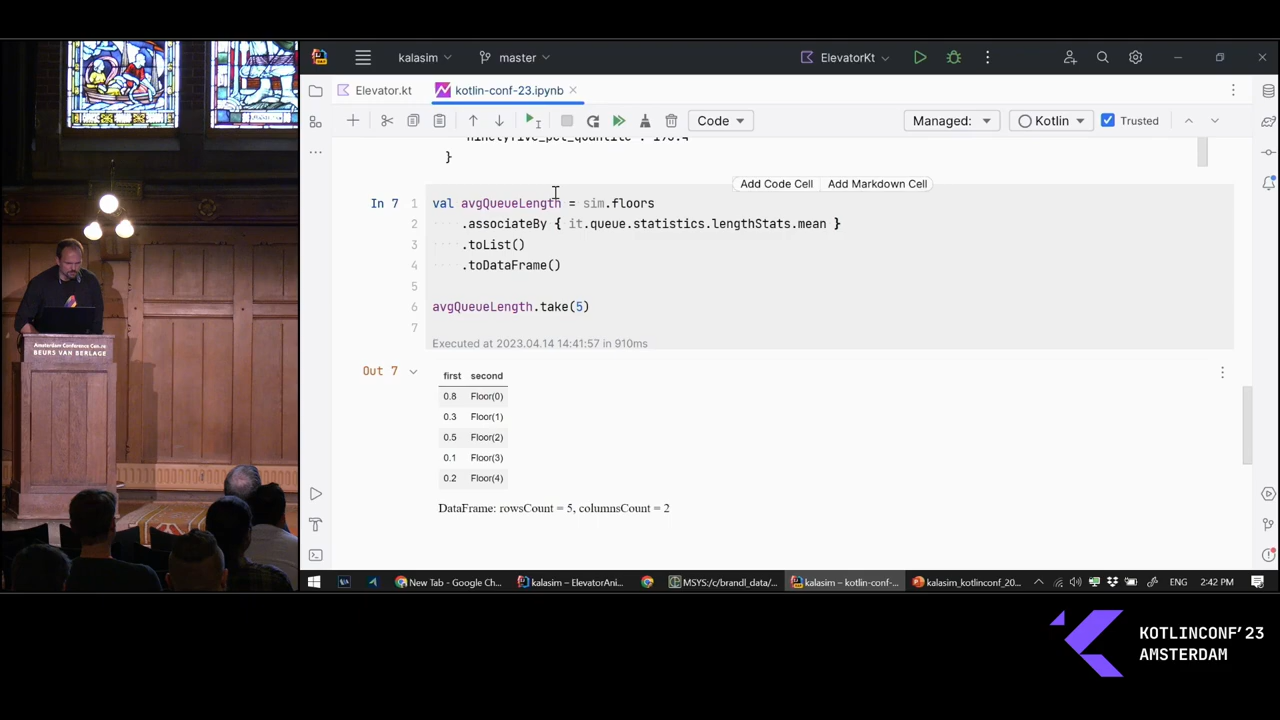 kalasim
master
ElevatorKt
Elevator.kt
kotlin-conf-23.ipynb
Code
Managed:
Kotlin
Trusted
}
Add Code Cell
Add Markdown Cell
In 7
1 val avgQueueLength = sim.floors
2 .associateBy { it.queue.statistics.lengthStats.mean }
3 .toList()
4 .toDataFrame()
5
6 avgQueueLength.take(5)
7
Executed at 2023.04.14 14:41:57 in 910ms
Out 7
first second
0.8 Floor(0)
0.3 Floor(1)
0.5 Floor(2)
0.1 Floor(3)
0.2 Floor(4)
DataFrame: rowsCount = 5, columnsCount = 2
Amsterdam Conference Centre
BEURS VAN BERLAGE
New Tab - Google Ch...
kalasim – ElevatorAni...
MSYS:/c/brandl_data/...
kalasim – kotlin-conf-...
kalasim_kotlinconf_20...
ENG
2:42 PM
KOTLINCONF'23
AMSTERDAM